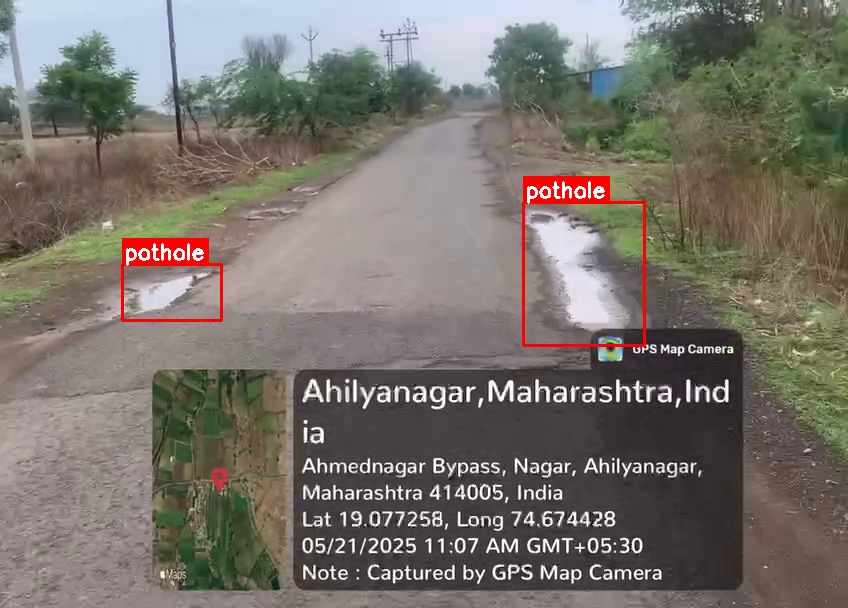 pothole
pothole
GPS Map Camera
Ahilyanagar,Maharashtra,Ind
ia
Ahmednagar Bypass, Nagar, Ahilyanagar,
Maharashtra 414005, India
Lat 19.077258, Long 74.674428
05/21/2025 11:07 AM GMT+05:30
Note : Captured by GPS Map Camera
Maps